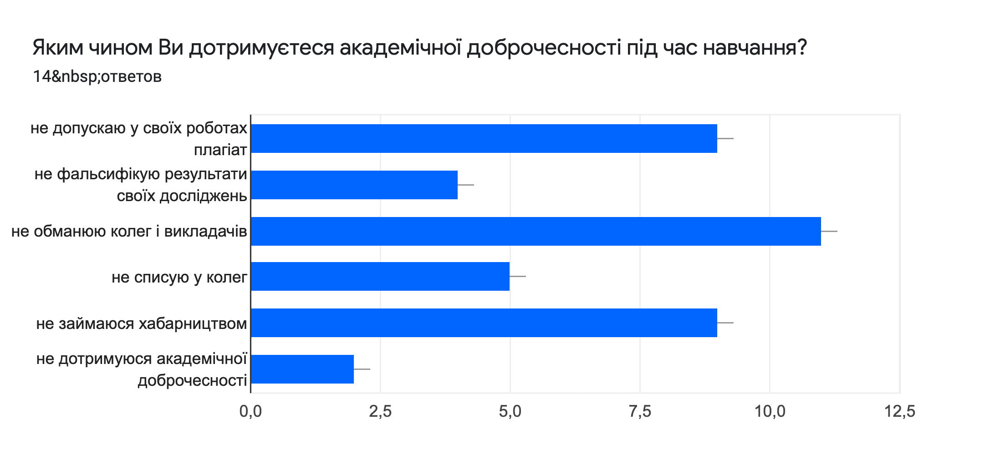 Яким чином Ви дотримуєтеся академічної доброчесності під час навчання?
14&nbsp;ответов
не допускаю у своїх роботах
плагіат
не фальсифікую результати
своїх досліджень
не обманюю колег і викладачів
не списую у колег
не займаюся хабарництвом
не дотримуюся академічної
доброчесності
0,0
2,5
5,0
7,5
10,0
12,5